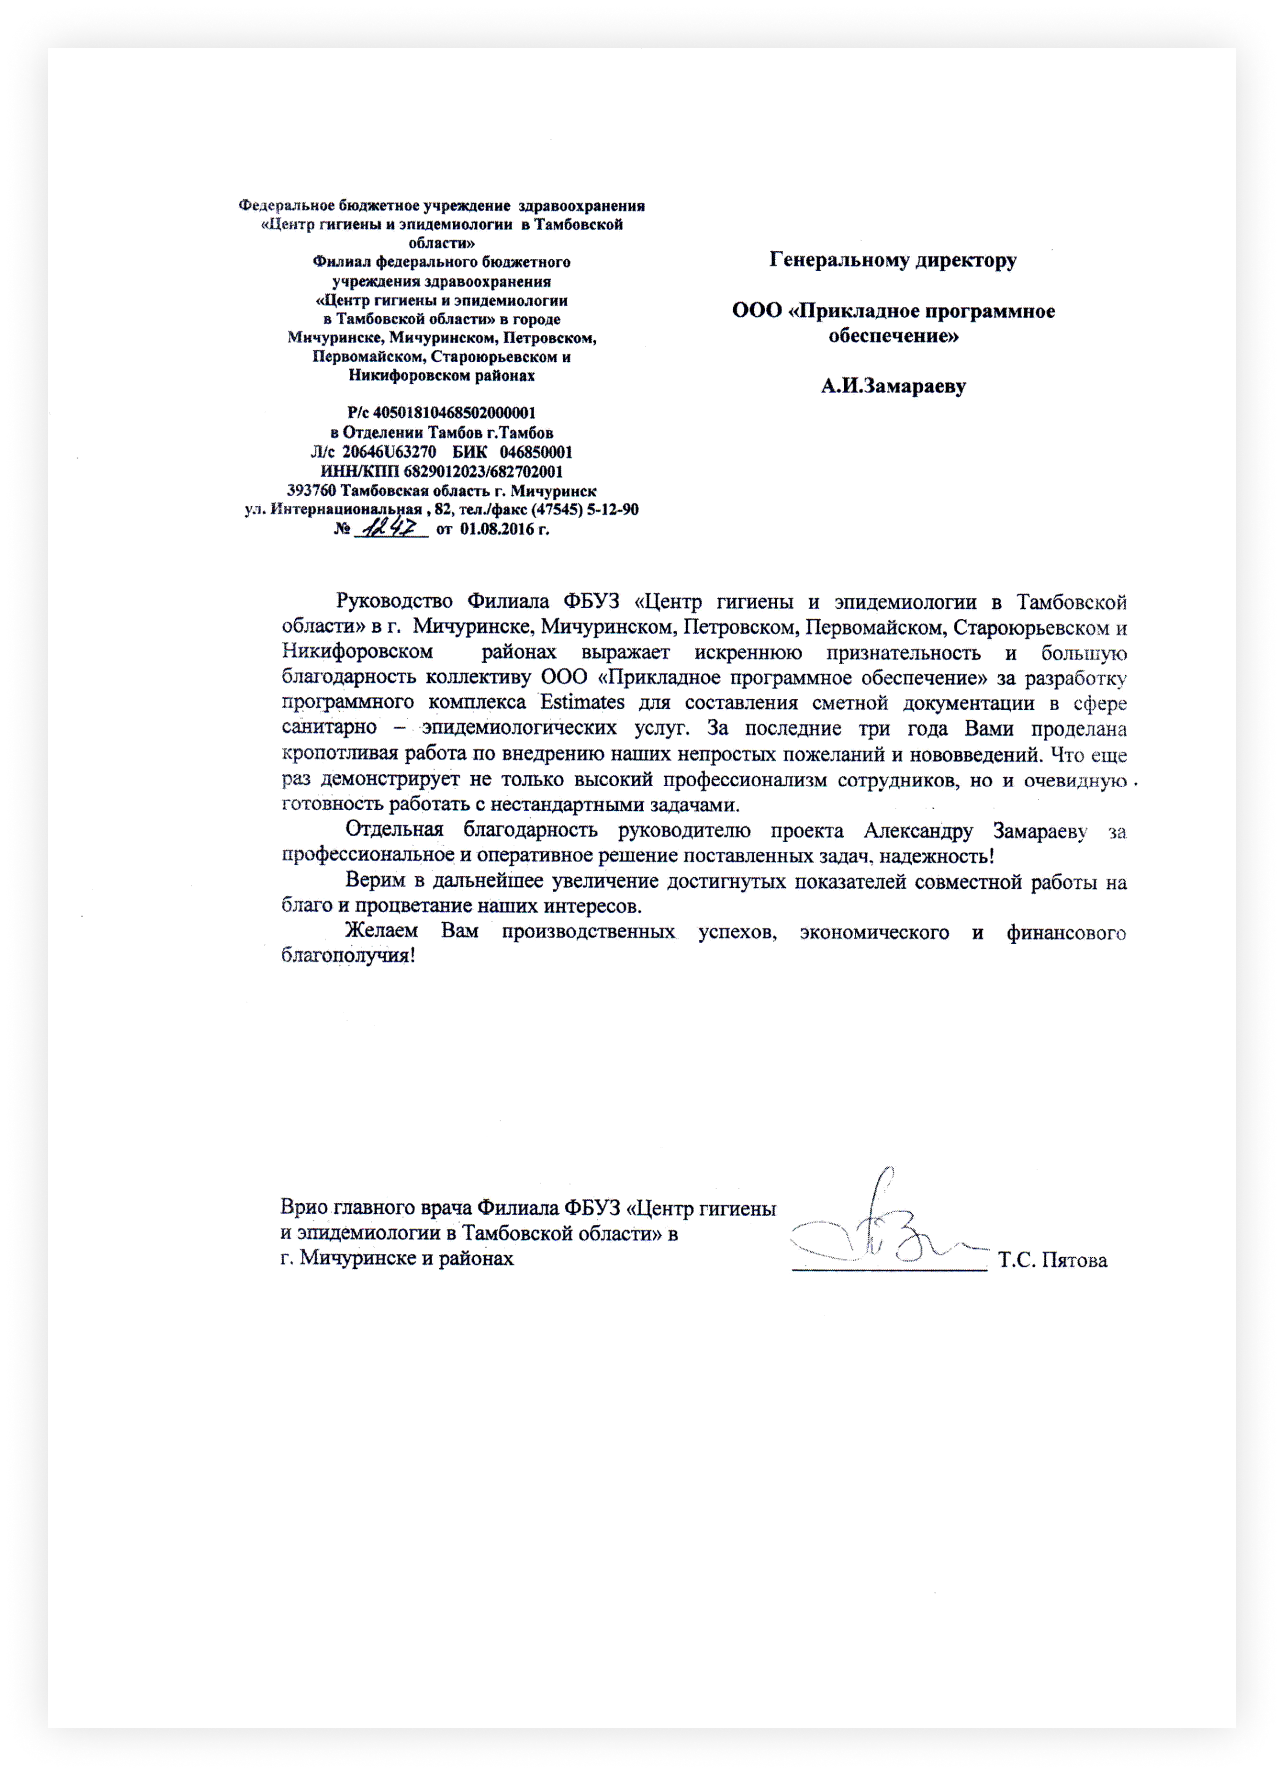 Федеральное бюджетное учреждение здравоохранения
«Центр гигиены и эпидемиологии в Тамбовской
области»
Филиал федерального бюджетного
учреждения здравоохранения
«Центр гигиены и эпидемиологии
в Тамбовской области» в городе
Мичуринске, Мичуринском, Петровском,
Первомайском, Староюрьевском и
Никифоровском районах
Р/с 40501810468502000001
в Отделении Тамбов г.Тамбов
Л/с 20646U63270 БИК 046850001
ИНН/КПП 6829012023/682702001
393760 Тамбовская область г. Мичуринск
ул. Интернациональная , 82, тел./факс (47545) 5-12-90
№ 1247 от 01.08.2016 г.
Генеральному директору
ООО «Прикладное программное
обеспечение»
А.И.Замараеву
Руководство Филиала ФБУЗ «Центр гигиены и эпидемиологии в Тамбовской
области» в г. Мичуринске, Мичуринском, Петровском, Первомайском, Староюрьевском и
Никифоровском районах выражает искреннюю признательность и большую
благодарность коллективу ООО «Прикладное программное обеспечение» за разработку
программного комплекса Estimates для составления сметной документации в сфере
санитарно – эпидемиологических услуг. За последние три года Вами проделана
кропотливая работа по внедрению наших непростых пожеланий и нововведений. Что еще
раз демонстрирует не только высокий профессионализм сотрудников, но и очевидную
готовность работать с нестандартными задачами.
Отдельная благодарность руководителю проекта Александру Замараеву за
профессиональное и оперативное решение поставленных задач, надежность!
Верим в дальнейшее увеличение достигнутых показателей совместной работы на
благо и процветание наших интересов.
Желаем Вам производственных успехов, экономического и финансового
благополучия!
Врио главного врача Филиала ФБУЗ «Центр гигиены
и эпидемиологии в Тамбовской области» в
г. Мичуринске и районах Т.С. Пятова